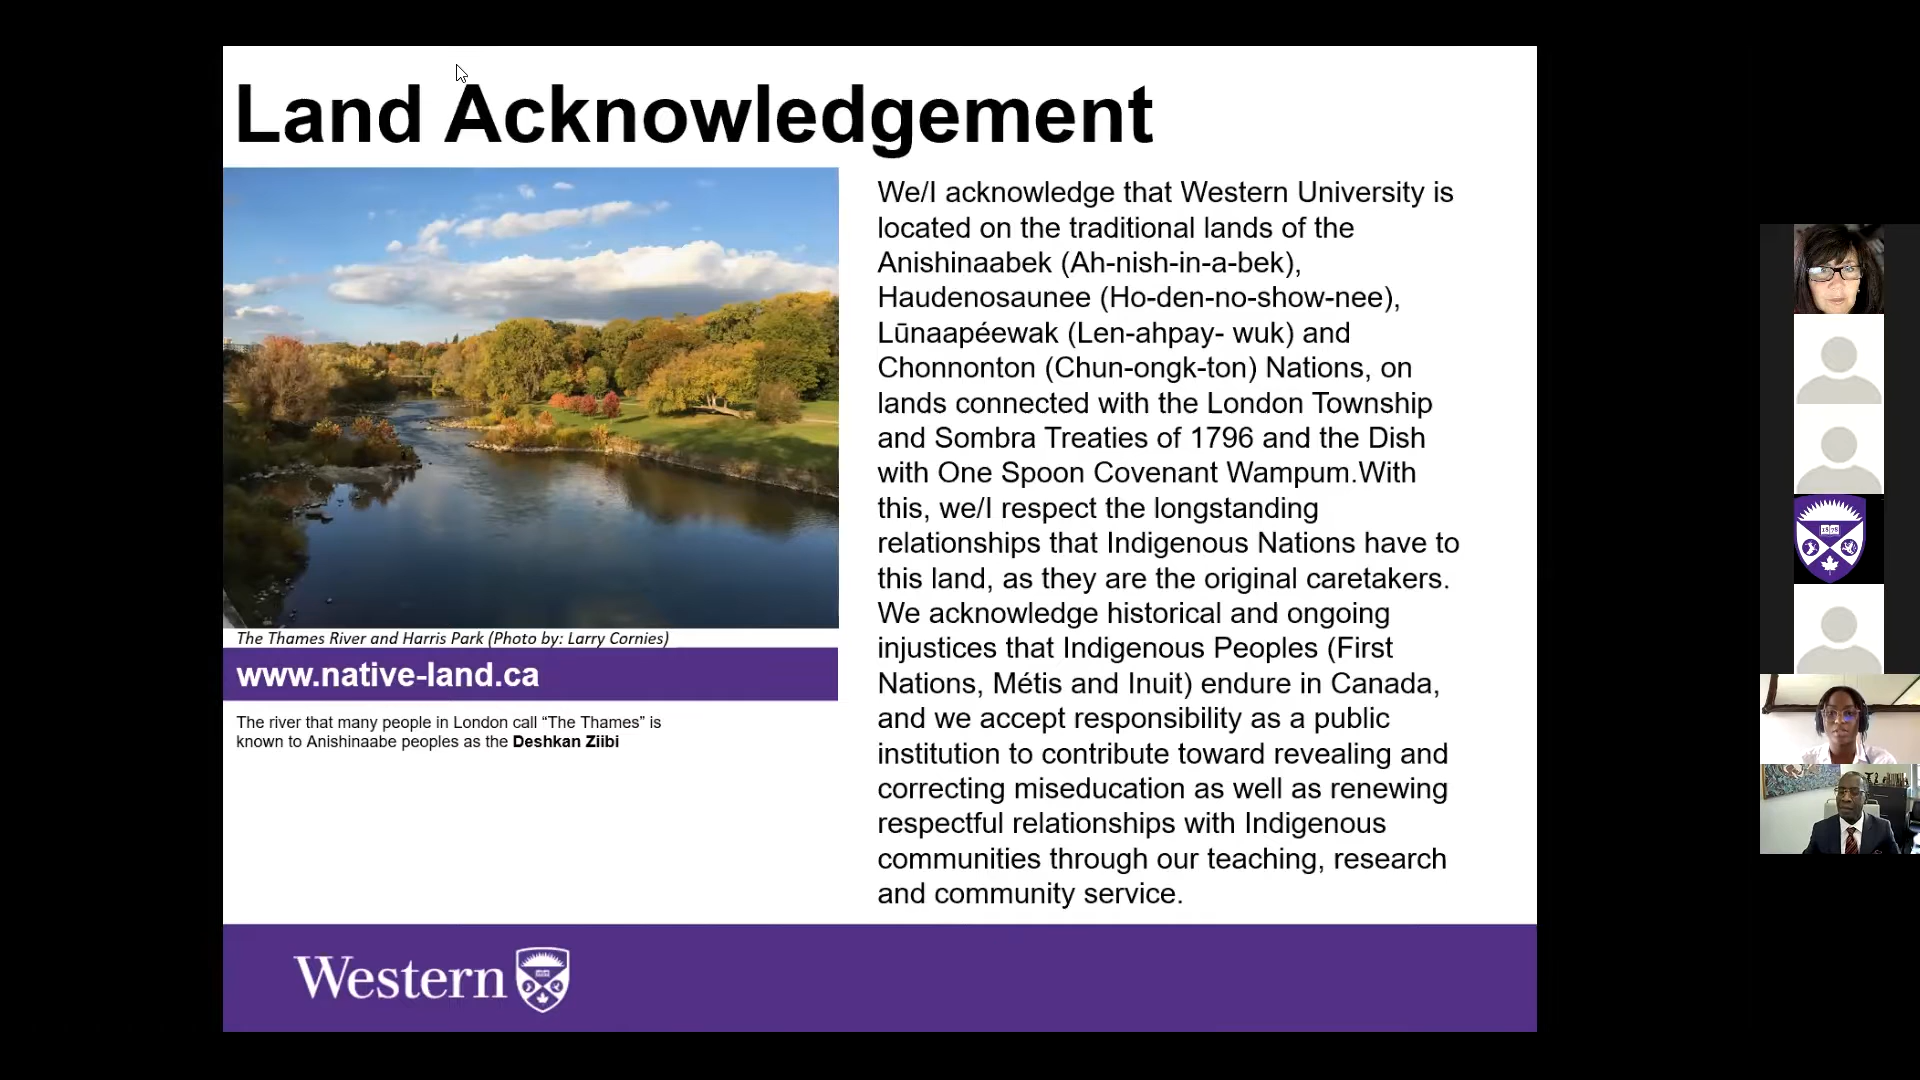 Land Acknowledgement
The Thames River and Harris Park (Photo by: Larry Cornies)
www.native-land.ca
The river that many people in London call “The Thames” is
known to Anishinaabe peoples as the Deshkan Ziibi
We/I acknowledge that Western University is
located on the traditional lands of the
Anishinaabek (Ah-nish-in-a-bek),
Haudenosaunee (Ho-den-no-show-nee),
Lūnaapéewak (Len-ahpay- wuk) and
Chonnonton (Chun-ongk-ton) Nations, on
lands connected with the London Township
and Sombra Treaties of 1796 and the Dish
with One Spoon Covenant Wampum.With
this, we/I respect the longstanding
relationships that Indigenous Nations have to
this land, as they are the original caretakers.
We acknowledge historical and ongoing
injustices that Indigenous Peoples (First
Nations, Métis and Inuit) endure in Canada,
and we accept responsibility as a public
institution to contribute toward revealing and
correcting miseducation as well as renewing
respectful relationships with Indigenous
communities through our teaching, research
and community service.
Western
1878